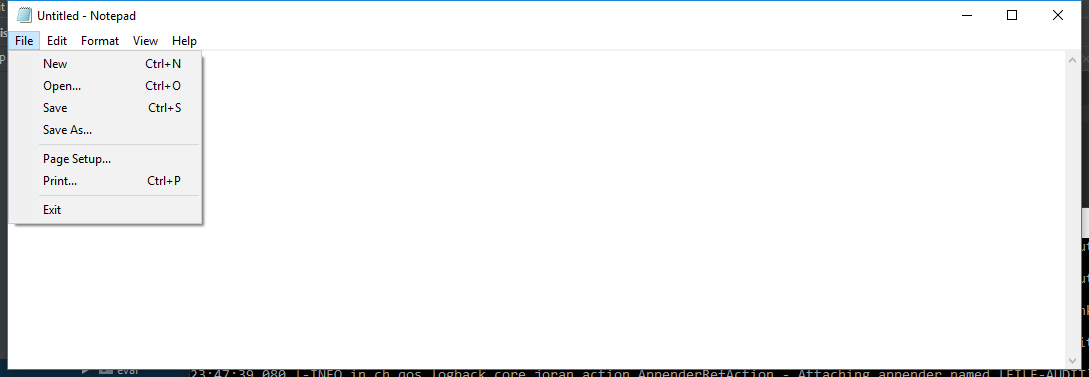 Untitled - Notepad
File Edit Format View Help
New Ctrl+N
Open... Ctrl+O
Save Ctrl+S
Save As...
Page Setup...
Print... Ctrl+P
Exit
eval
23:47:39,080 |-INFO in ch.qos.logback.core.joran.action.AppenderRefAction - Attaching appender named [FILE-AUDIT